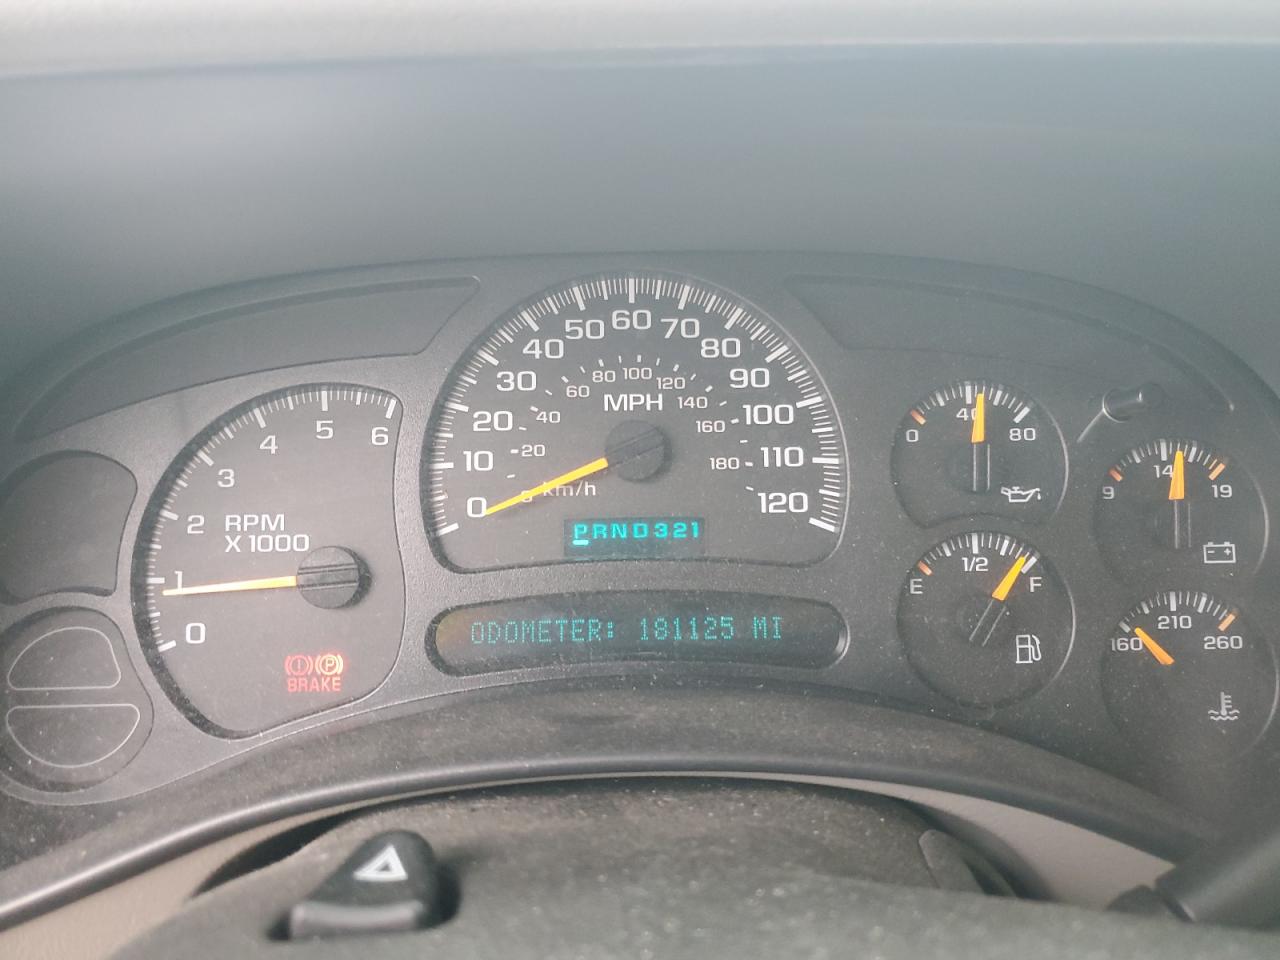 0 1 2 3 4 5 6
RPM
X 1000
(!) (P)
BRAKE
0 10 20 30 40 50 60 70 80 90 100 110 120
MPH
0 20 40 60 80 100 120 140 160 180
km/h
PRND321
ODOMETER: 181125 MI
0 40 80
9 14 19
E 1/2 F
160 210 260